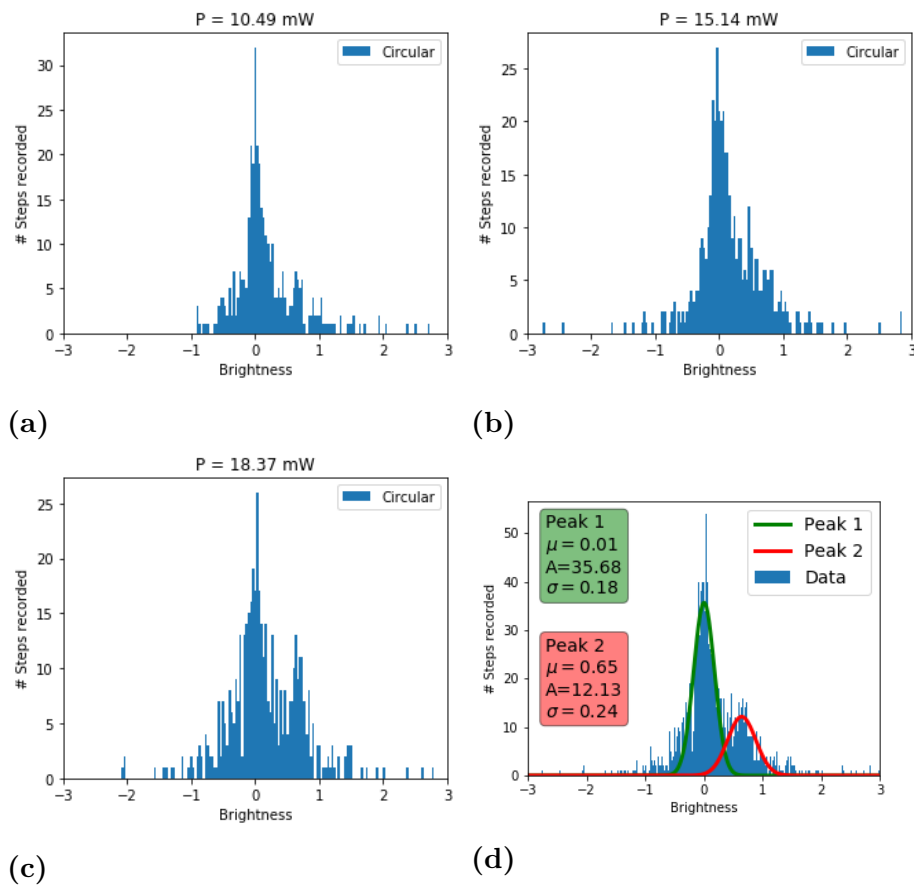 P = 10.49 mW
Circular
# Steps recorded
30
25
20
15
10
5
0
−3
−2
−1
0
1
2
3
Brightness
(a)
P = 15.14 mW
Circular
# Steps recorded
25
20
15
10
5
0
−3
−2
−1
0
1
2
3
Brightness
(b)
P = 18.37 mW
Circular
# Steps recorded
25
20
15
10
5
0
−3
−2
−1
0
1
2
3
Brightness
(c)
Peak 1
μ = 0.01
A=35.68
σ = 0.18
Peak 2
μ = 0.65
A=12.13
σ = 0.24
Peak 1
Peak 2
Data
# Steps recorded
50
40
30
20
10
0
−3
−2
−1
0
1
2
3
Brightness
(d)